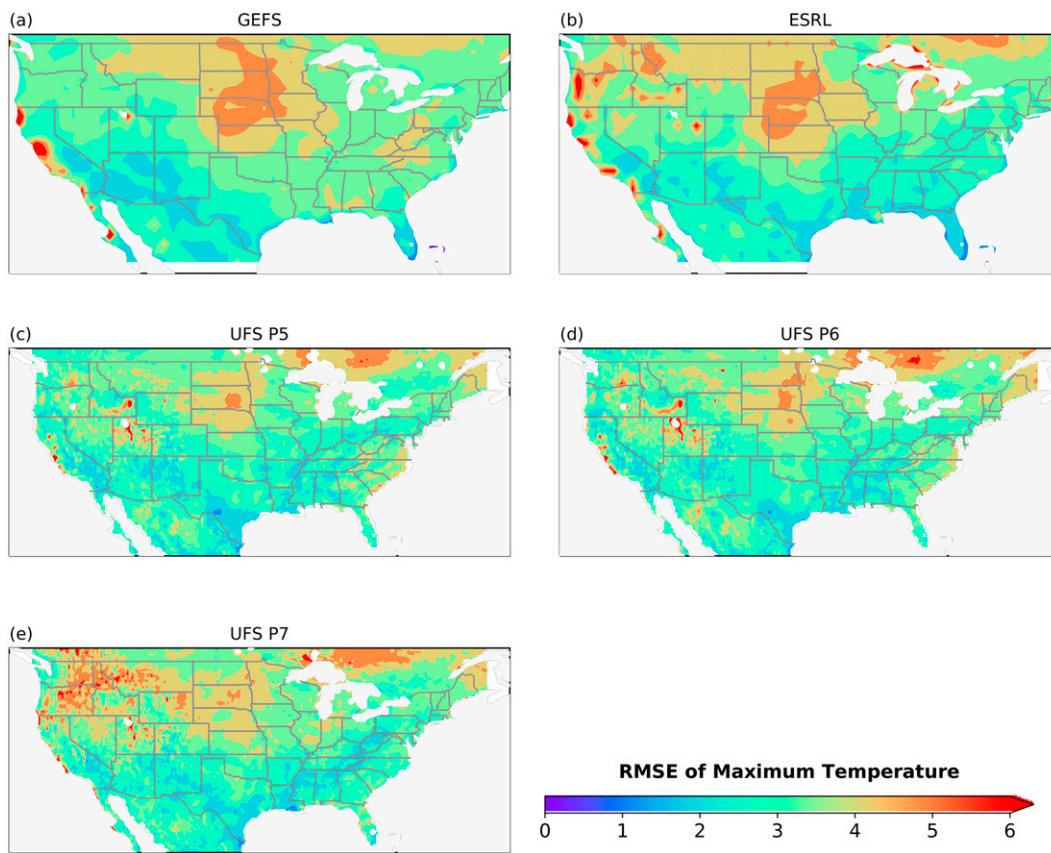 (a) GEFS
(b) ESRL
(c) UFS P5
(d) UFS P6
(e) UFS P7
RMSE of Maximum Temperature
0 1 2 3 4 5 6